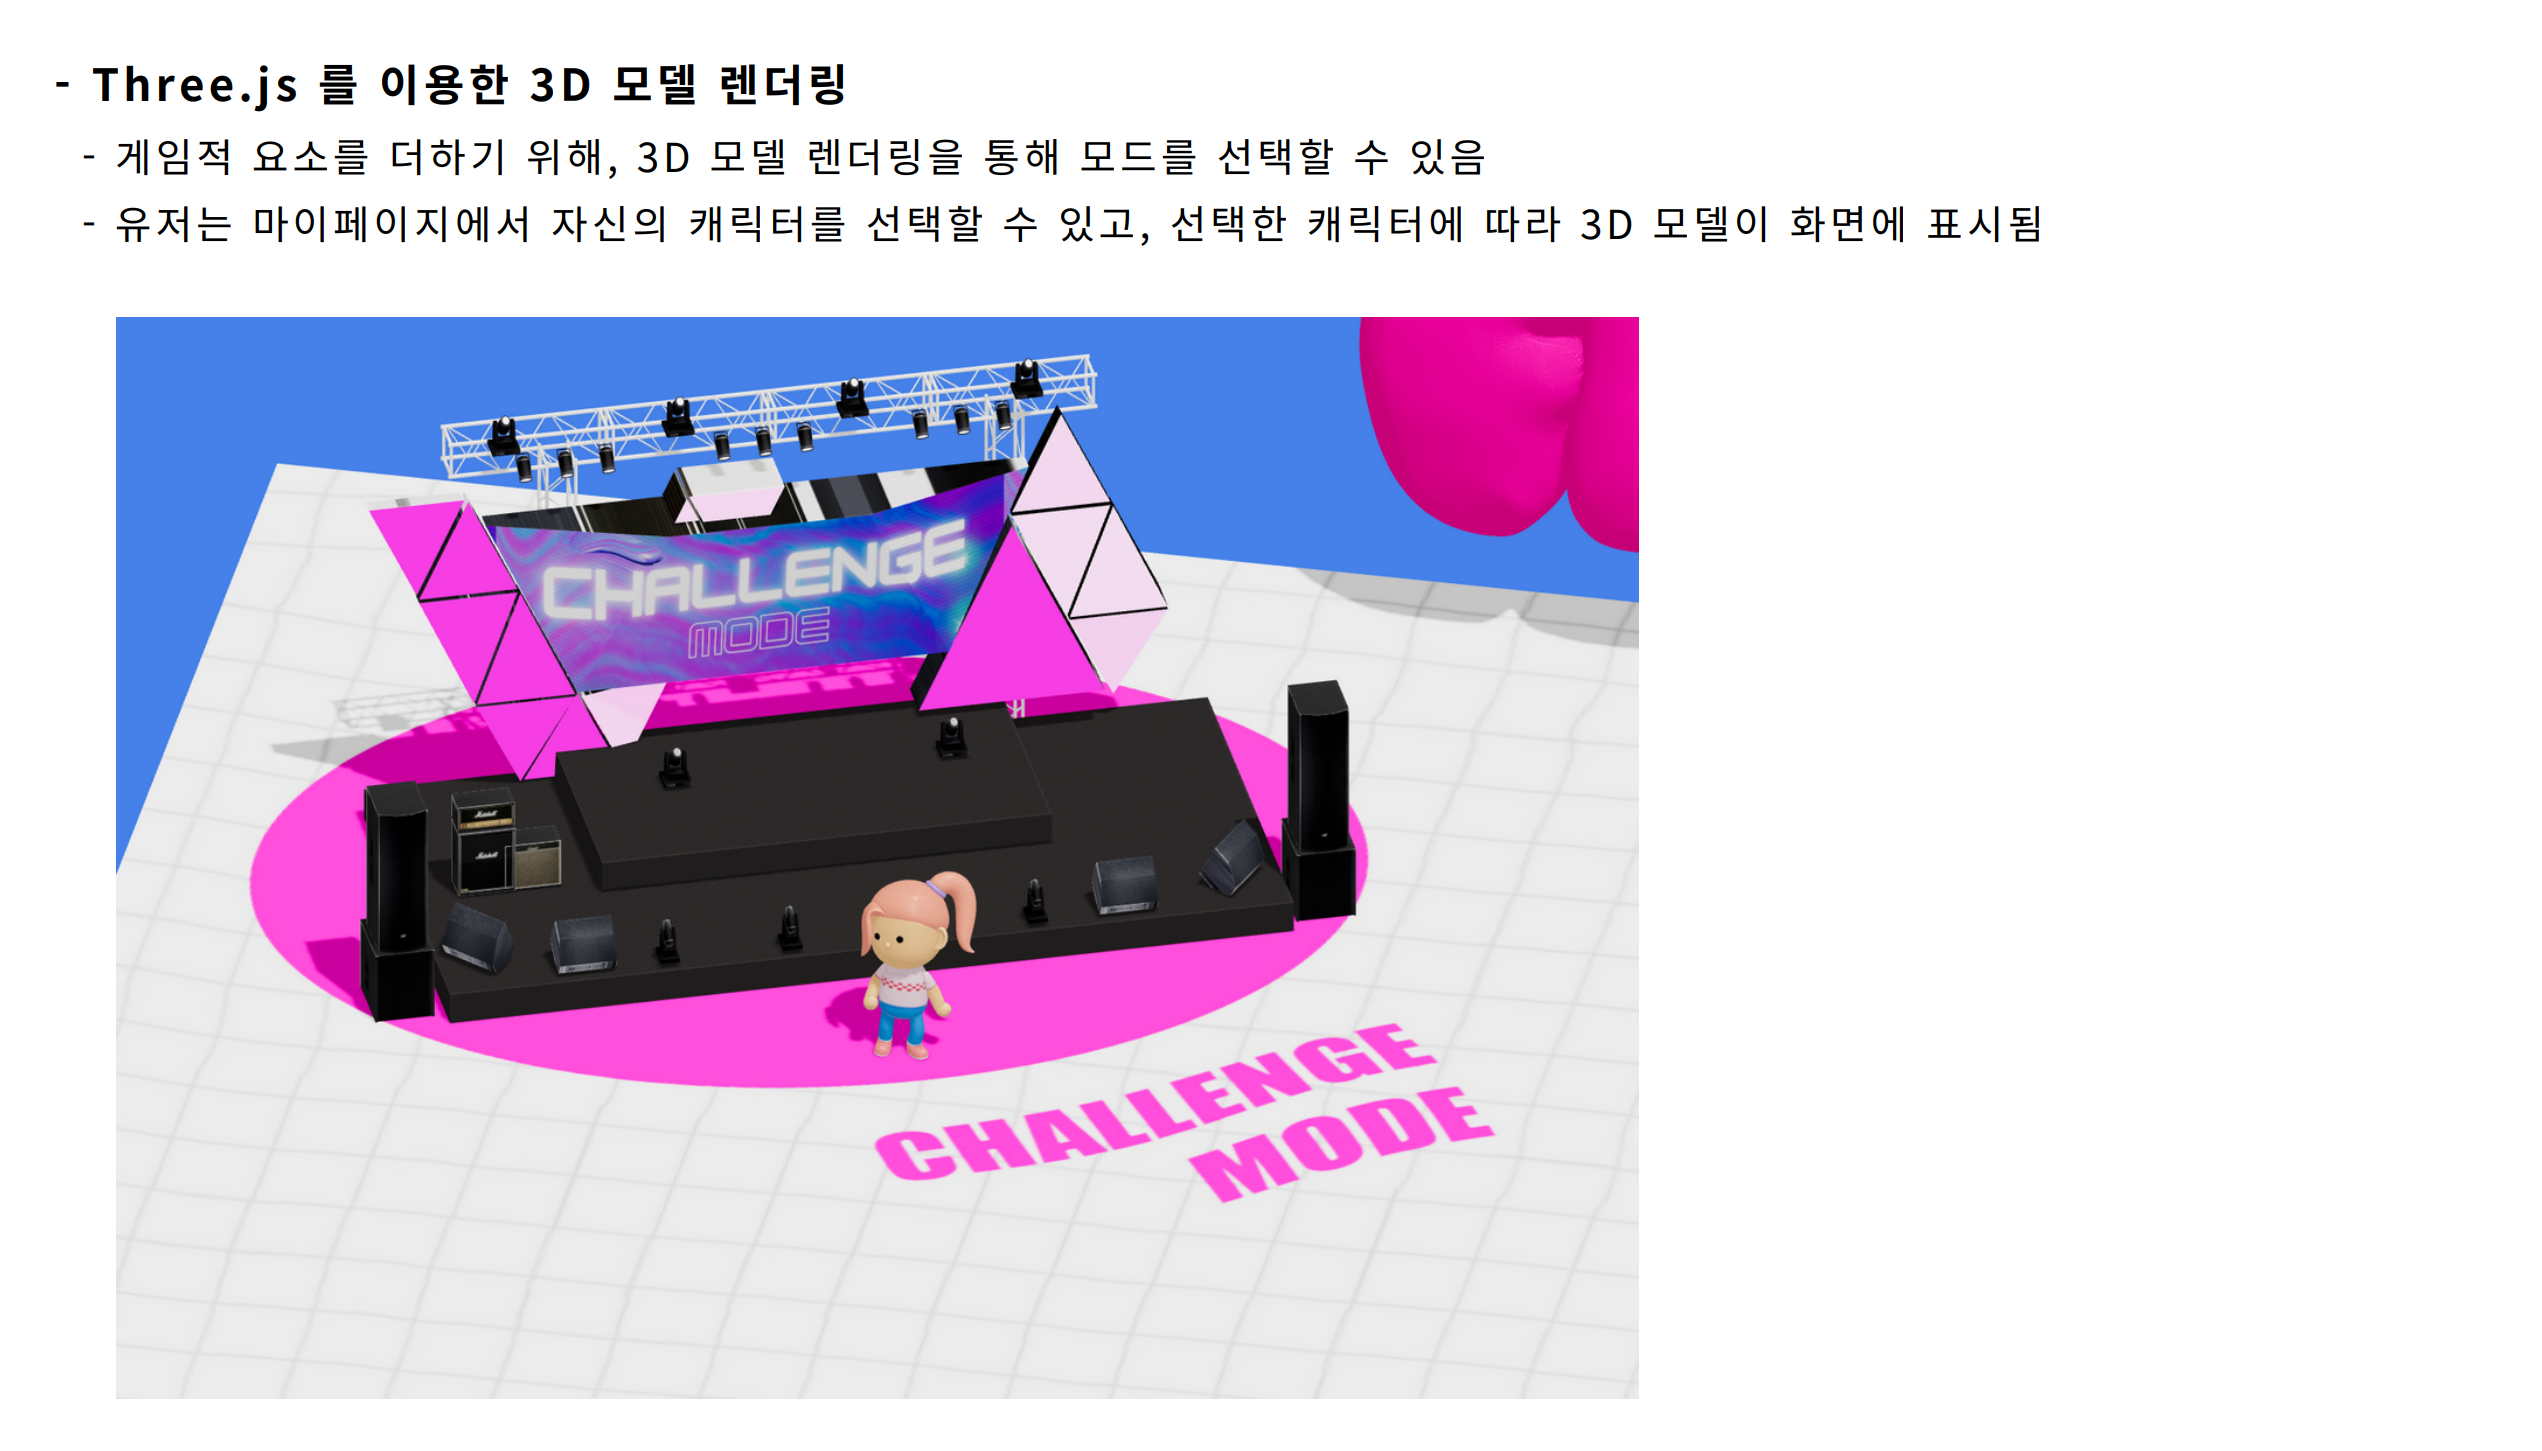 - Three.js 를 이용한 3D 모델 렌더링
- 게임적 요소를 더하기 위해, 3D 모델 렌더링을 통해 모드를 선택할 수 있음
- 유저는 마이페이지에서 자신의 캐릭터를 선택할 수 있고, 선택한 캐릭터에 따라 3D 모델이 화면에 표시됨
CHALLENGE
MODE
Marshall
Marshall
CHALLENGE
MODE